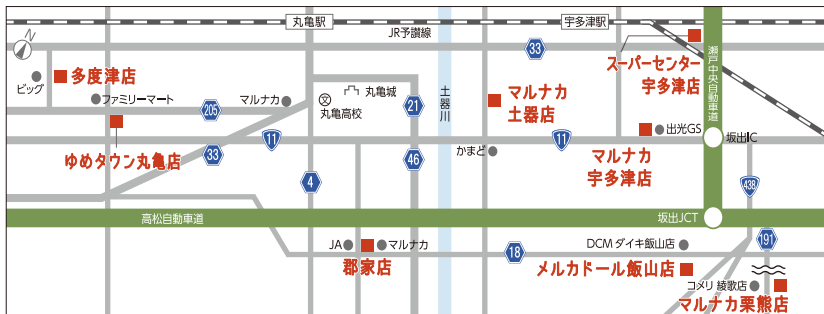 丸亀駅
宇多津駅
JR予讃線
N
33
スーパーセンター
宇多津店
瀬戸中央自動車道
多度津店
ビッグ
ファミリーマート
マルナカ
丸亀城
文
丸亀高校
21
土器川
マルナカ
土器店
205
ゆめタウン丸亀店
33
11
46
かまど
11
出光GS
マルナカ
宇多津店
坂出IC
4
438
高松自動車道
坂出JCT
JA
マルナカ
郡家店
18
DCM ダイキ飯山店
メルカドール飯山店
191
コメリ 綾歌店
マルナカ栗熊店